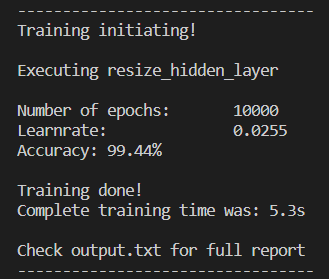 ---------------------------------
Training initiating!
Executing resize_hidden_layer
Number of epochs: 10000
Learnrate: 0.0255
Accuracy: 99.44%
Training done!
Complete training time was: 5.3s
Check output.txt for full report
---------------------------------